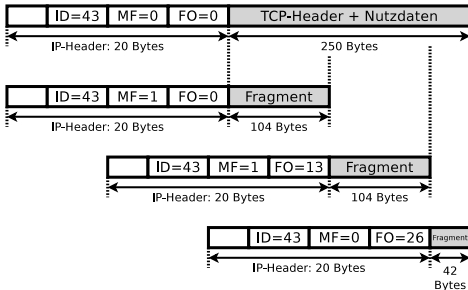 ID=43 MF=0 FO=0 TCP-Header + Nutzdaten
IP-Header: 20 Bytes 250 Bytes
ID=43 MF=1 FO=0 Fragment
IP-Header: 20 Bytes 104 Bytes
ID=43 MF=1 FO=13 Fragment
IP-Header: 20 Bytes 104 Bytes
ID=43 MF=0 FO=26 Fragment
IP-Header: 20 Bytes 42
Bytes